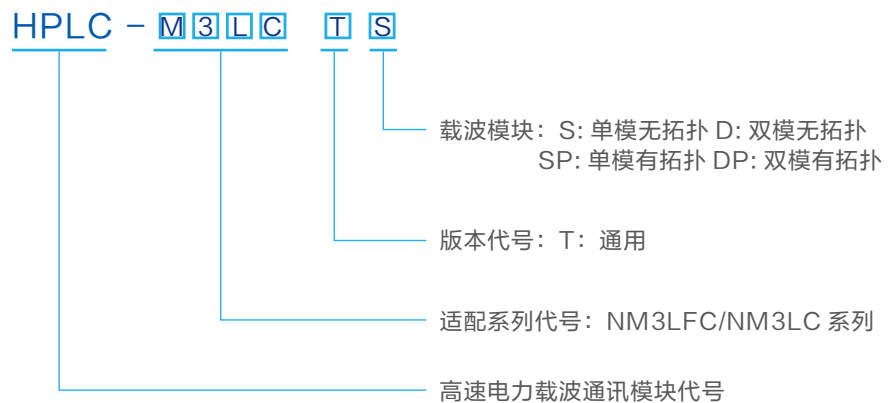 HPLC - M3LC T S
载波模块：S: 单模无拓扑 D: 双模无拓扑
SP: 单模有拓扑 DP: 双模有拓扑
版本代号：T：通用
适配系列代号：NM3LFC/NM3LC 系列
高速电力载波通讯模块代号